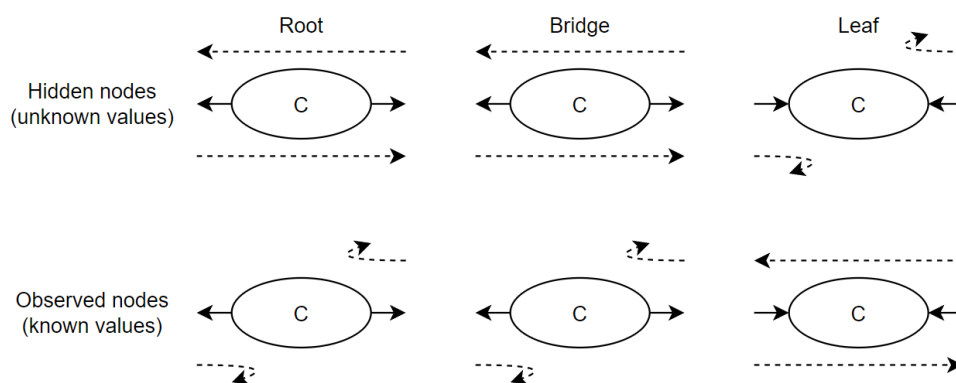 Root
Bridge
Leaf
Hidden nodes
(unknown values)
C
C
C
Observed nodes
(known values)
C
C
C